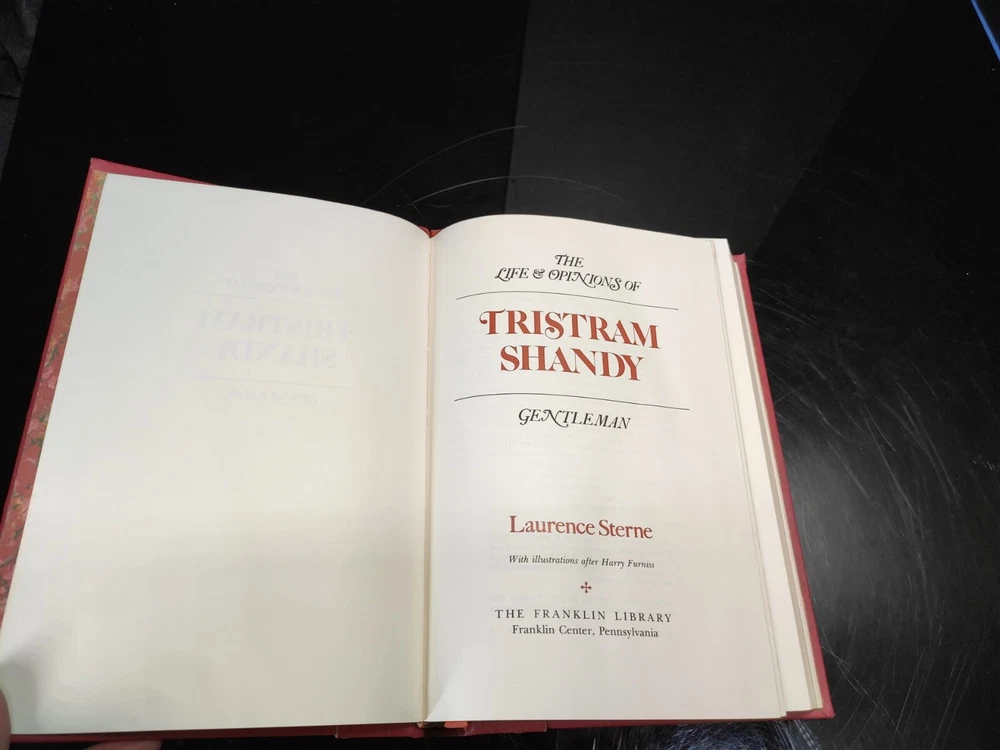 THE
LIFE & OPINIONS OF
TRISTRAM
SHANDY
GENTLEMAN
Laurence Sterne
With illustrations after Harry Furniss
THE FRANKLIN LIBRARY
Franklin Center, Pennsylvania